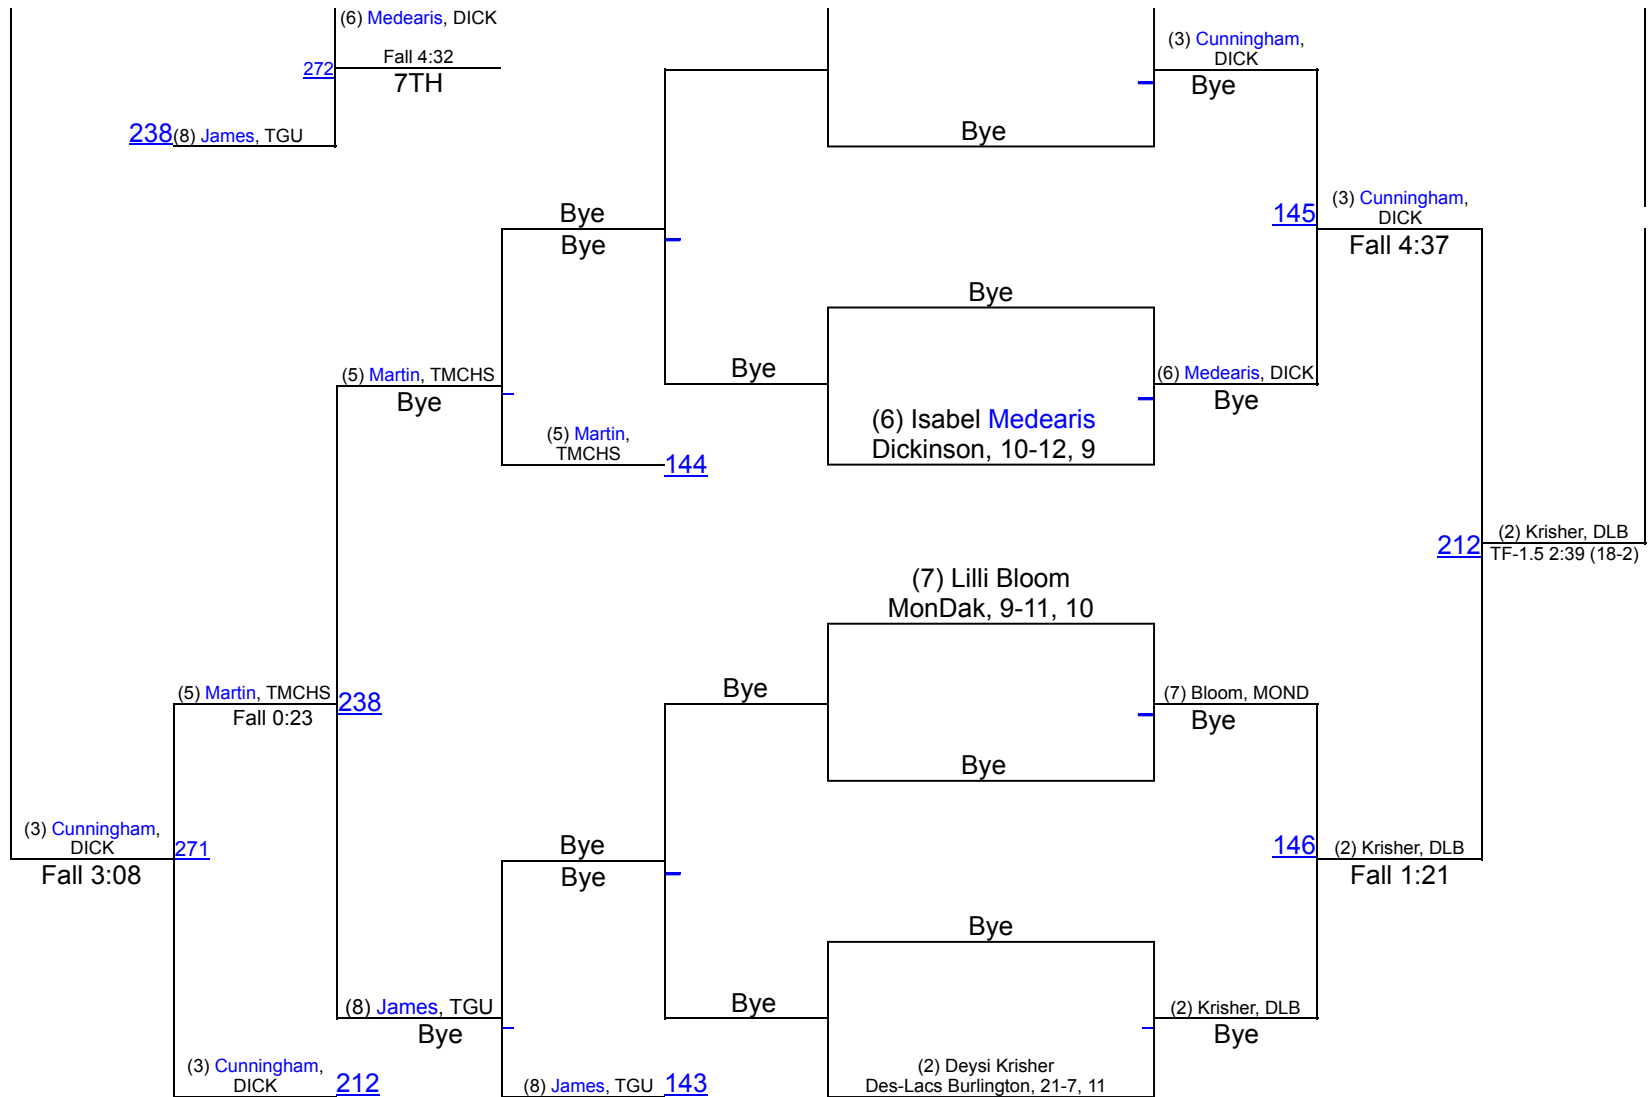 (6) Medearis, DICK
Fall 4:32
272
7TH
238
(8) James, TGU
(3) Cunningham,
DICK
Bye
Bye
Bye
Bye
145
(3) Cunningham,
DICK
Fall 4:37
Bye
(5) Martin, TMCHS
Bye
Bye
(6) Medearis, DICK
Bye
(6) Isabel Medearis
Dickinson, 10-12, 9
(5) Martin,
TMCHS
144
212
(2) Krisher, DLB
TF-1.5 2:39 (18-2)
(7) Lilli Bloom
MonDak, 9-11, 10
(5) Martin, TMCHS
Fall 0:23
238
Bye
(7) Bloom, MOND
Bye
Bye
(3) Cunningham,
DICK
Fall 3:08
271
Bye
Bye
146
(2) Krisher, DLB
Fall 1:21
Bye
(8) James, TGU
Bye
Bye
(2) Krisher, DLB
Bye
(3) Cunningham,
DICK
212
(8) James, TGU
143
(2) Deysi Krisher
Des-Lacs Burlington, 21-7, 11